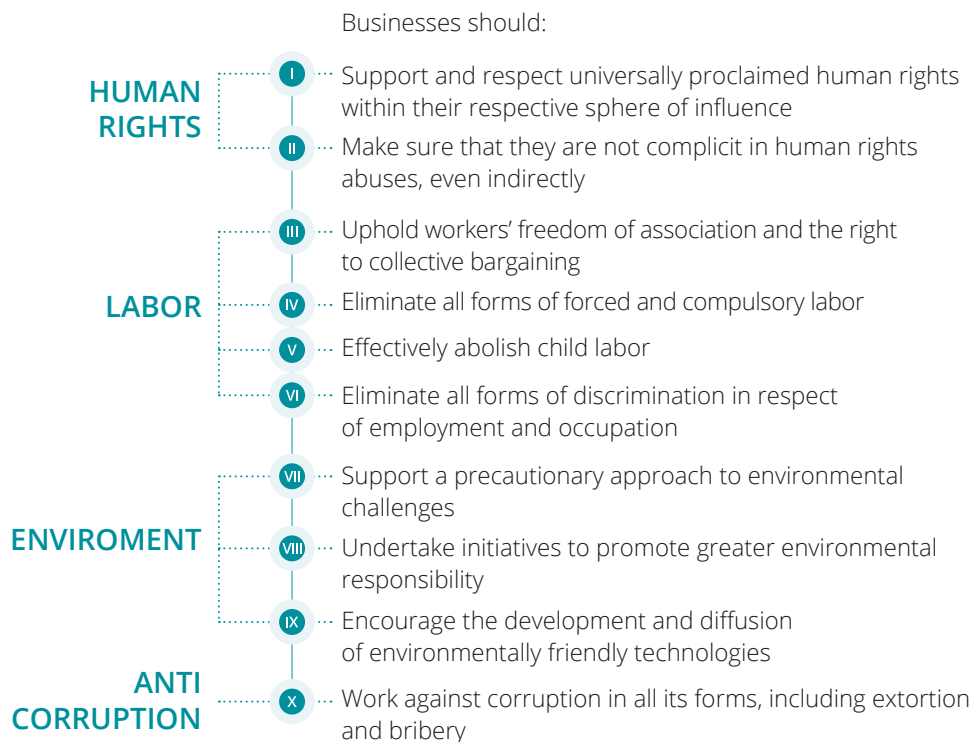 Businesses should:
HUMAN
RIGHTS
I
Support and respect universally proclaimed human rights
within their respective sphere of influence
II
Make sure that they are not complicit in human rights
abuses, even indirectly
LABOR
III
Uphold workers’ freedom of association and the right
to collective bargaining
IV
Eliminate all forms of forced and compulsory labor
V
Effectively abolish child labor
VI
Eliminate all forms of discrimination in respect
of employment and occupation
ENVIROMENT
VII
Support a precautionary approach to environmental
challenges
VIII
Undertake initiatives to promote greater environmental
responsibility
IX
Encourage the development and diffusion
of environmentally friendly technologies
ANTI
CORRUPTION
X
Work against corruption in all its forms, including extortion
and bribery